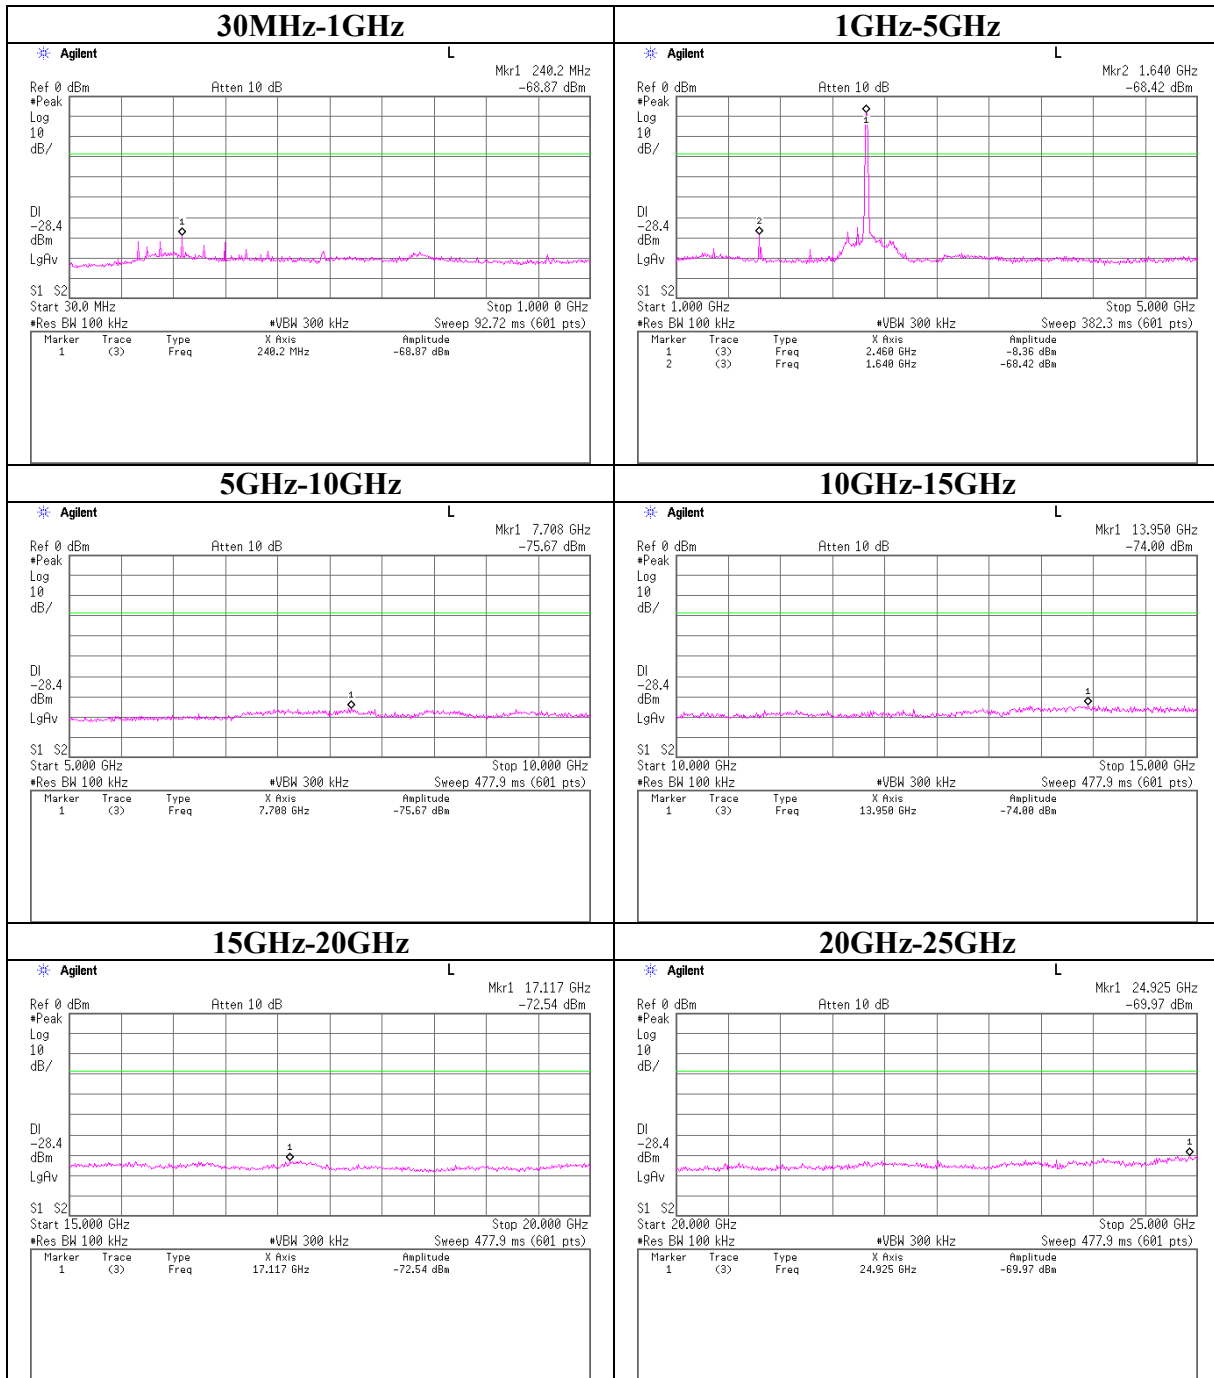 30MHz-1GHz
Agilent L
Mkr1 240.2 MHz
Ref 0 dBm Atten 10 dB -68.87 dBm
#Peak
Log
10
dB/
1
DI
-28.4
dBm
LgAv
S1 S2
Start 30.0 MHz Stop 1.000 0 GHz
#Res BW 100 kHz #VBW 300 kHz Sweep 92.72 ms (601 pts)
Marker Trace Type X Axis Amplitude
1 (3) Freq 240.2 MHz -68.87 dBm
1GHz-5GHz
Agilent L
Mkr2 1.640 GHz
Ref 0 dBm Atten 10 dB -68.42 dBm
#Peak
Log
10
dB/
1
2
DI
-28.4
dBm
LgAv
S1 S2
Start 1.000 GHz Stop 5.000 GHz
#Res BW 100 kHz #VBW 300 kHz Sweep 382.3 ms (601 pts)
Marker Trace Type X Axis Amplitude
1 (3) Freq 2.460 GHz -8.36 dBm
2 (3) Freq 1.640 GHz -68.42 dBm
5GHz-10GHz
Agilent L
Mkr1 7.708 GHz
Ref 0 dBm Atten 10 dB -75.67 dBm
#Peak
Log
10
dB/
DI
-28.4
dBm
1
LgAv
S1 S2
Start 5.000 GHz Stop 10.000 GHz
#Res BW 100 kHz #VBW 300 kHz Sweep 477.9 ms (601 pts)
Marker Trace Type X Axis Amplitude
1 (3) Freq 7.708 GHz -75.67 dBm
10GHz-15GHz
Agilent L
Mkr1 13.950 GHz
Ref 0 dBm Atten 10 dB -74.00 dBm
#Peak
Log
10
dB/
DI
-28.4
dBm
1
LgAv
S1 S2
Start 10.000 GHz Stop 15.000 GHz
#Res BW 100 kHz #VBW 300 kHz Sweep 477.9 ms (601 pts)
Marker Trace Type X Axis Amplitude
1 (3) Freq 13.950 GHz -74.00 dBm
15GHz-20GHz
Agilent L
Mkr1 17.117 GHz
Ref 0 dBm Atten 10 dB -72.54 dBm
#Peak
Log
10
dB/
DI
-28.4
dBm
1
LgAv
S1 S2
Start 15.000 GHz Stop 20.000 GHz
#Res BW 100 kHz #VBW 300 kHz Sweep 477.9 ms (601 pts)
Marker Trace Type X Axis Amplitude
1 (3) Freq 17.117 GHz -72.54 dBm
20GHz-25GHz
Agilent L
Mkr1 24.925 GHz
Ref 0 dBm Atten 10 dB -69.97 dBm
#Peak
Log
10
dB/
DI
-28.4
dBm
1
LgAv
S1 S2
Start 20.000 GHz Stop 25.000 GHz
#Res BW 100 kHz #VBW 300 kHz Sweep 477.9 ms (601 pts)
Marker Trace Type X Axis Amplitude
1 (3) Freq 24.925 GHz -69.97 dBm